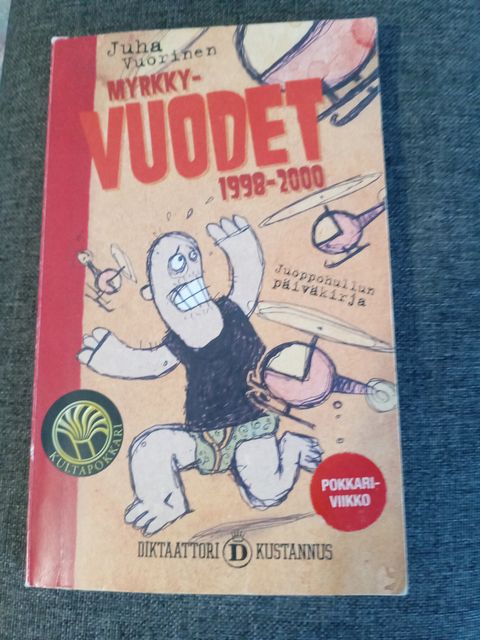 Juha
Vuorinen
MYRKKY-
VUODET
1998-2000
Juoppohullun
päiväkirja
KULTAPOKKARI
POKKARI-
VIIKKO
DIKTAATTORI D KUSTANNUS